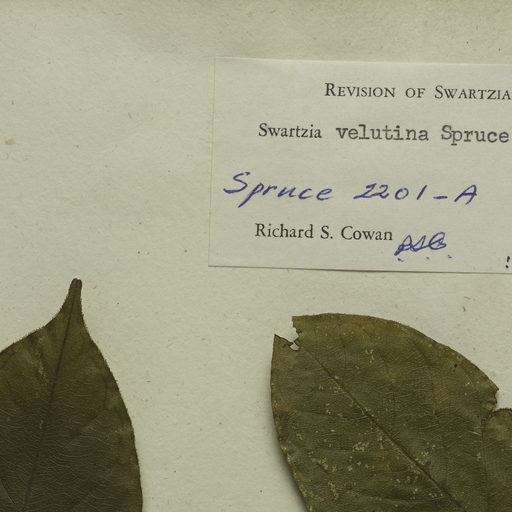 REVISION OF SWARTZIA
Swartzia velutina Spruce
Spruce 2201-A
Richard S. Cowan
!